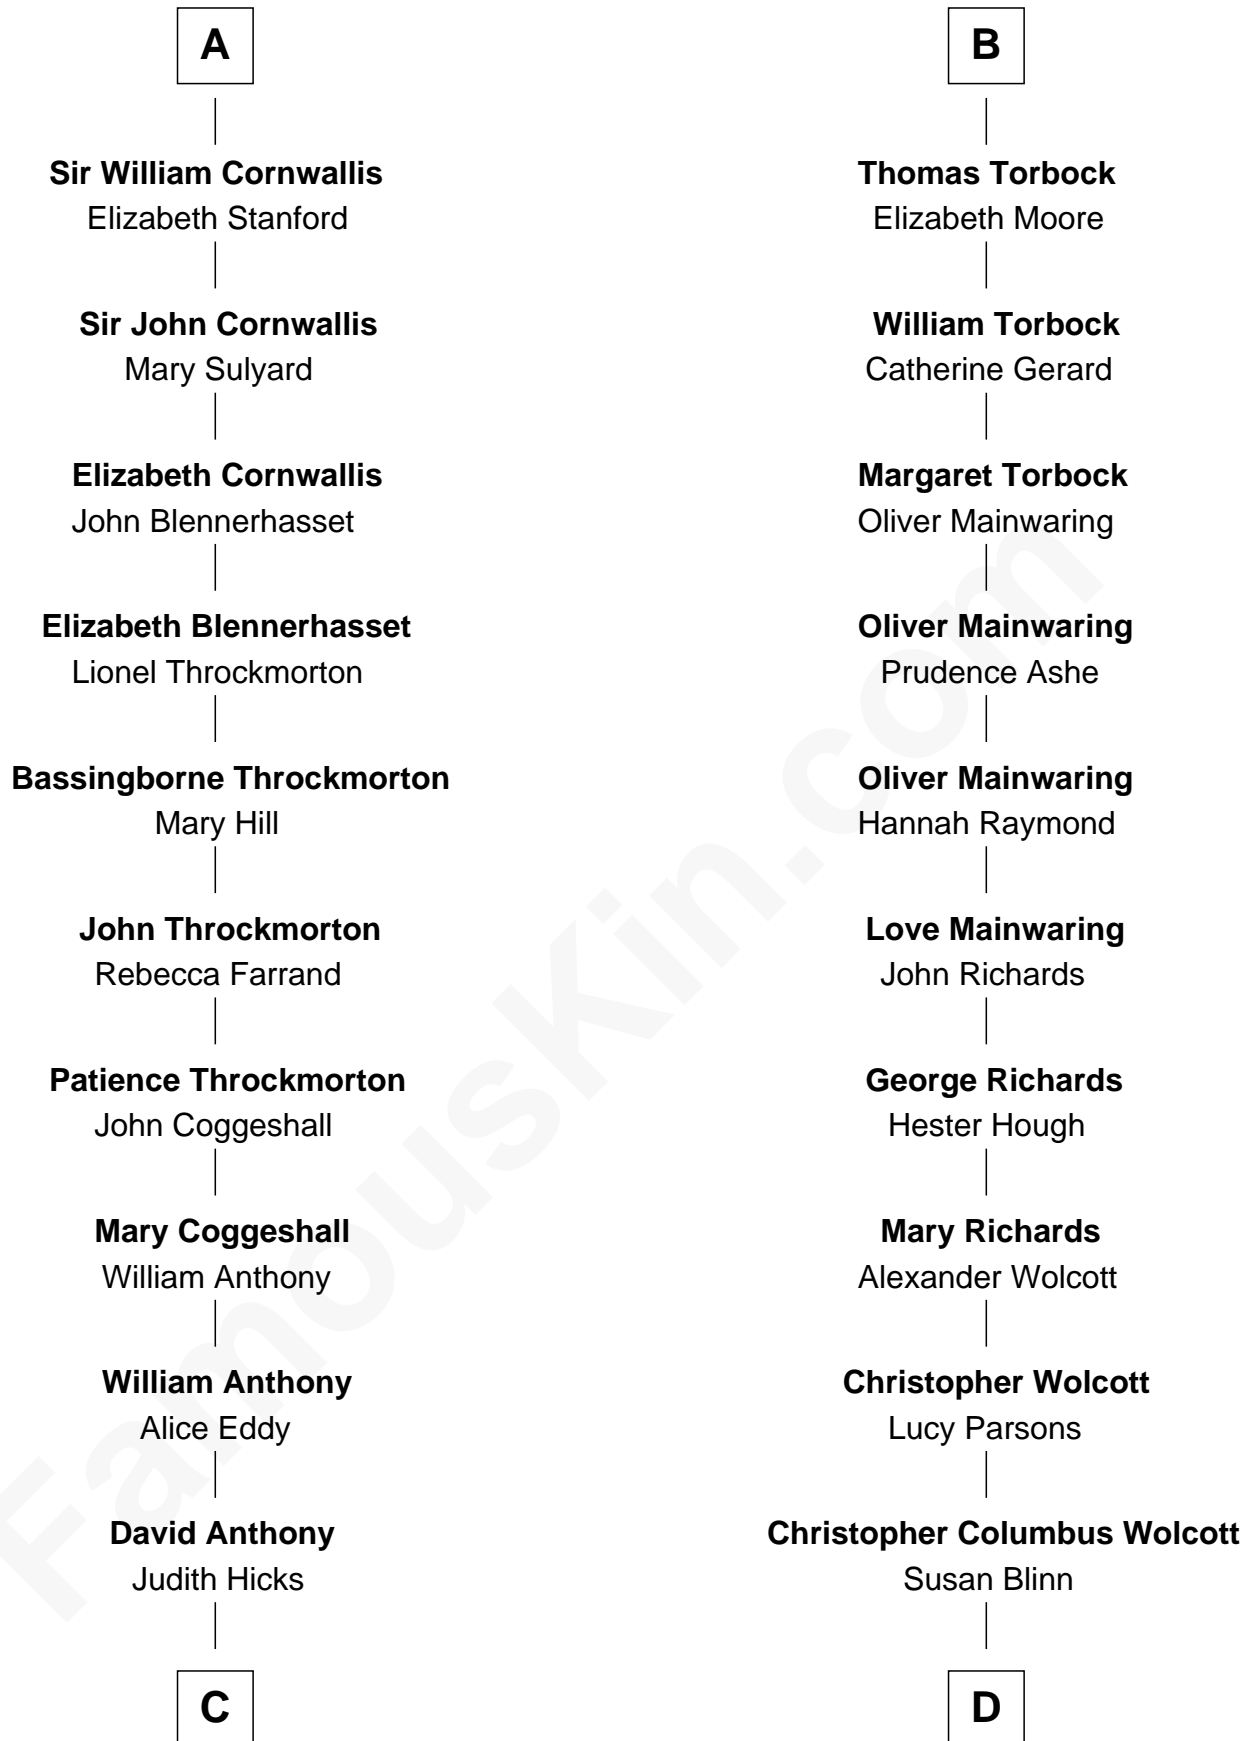 A
Sir William Cornwallis
Elizabeth Stanford
Sir John Cornwallis
Mary Sulyard
Elizabeth Cornwallis
John Blennerhasset
Elizabeth Blennerhasset
Lionel Throckmorton
Bassingborne Throckmorton
Mary Hill
John Throckmorton
Rebecca Farrand
Patience Throckmorton
John Coggeshall
Mary Coggeshall
William Anthony
William Anthony
Alice Eddy
David Anthony
Judith Hicks
C
B
Thomas Torbock
Elizabeth Moore
William Torbock
Catherine Gerard
Margaret Torbock
Oliver Mainwaring
Oliver Mainwaring
Prudence Ashe
Oliver Mainwaring
Hannah Raymond
Love Mainwaring
John Richards
George Richards
Hester Hough
Mary Richards
Alexander Wolcott
Christopher Wolcott
Lucy Parsons
Christopher Columbus Wolcott
Susan Blinn
D
FamousKin.com